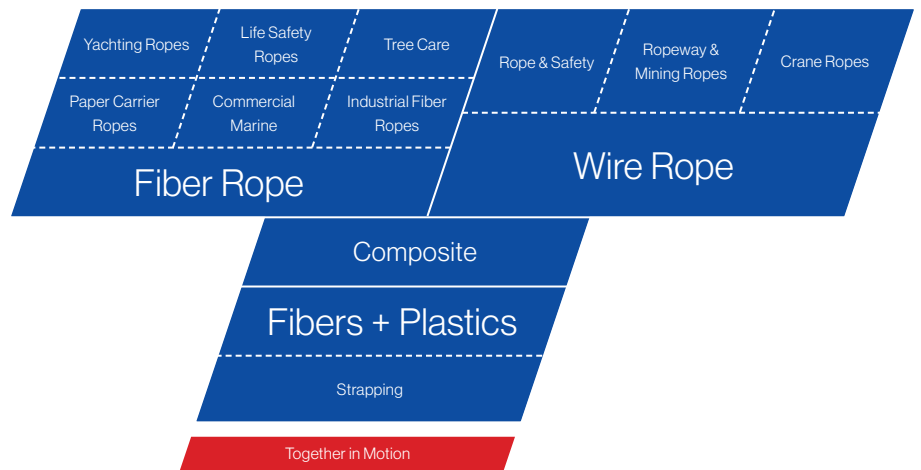 Yachting Ropes
Life Safety
Ropes
Tree Care
Paper Carrier
Ropes
Commercial
Marine
Industrial Fiber
Ropes
Fiber Rope
Rope & Safety
Ropeway &
Mining Ropes
Crane Ropes
Wire Rope
Composite
Fibers + Plastics
Strapping
Together in Motion